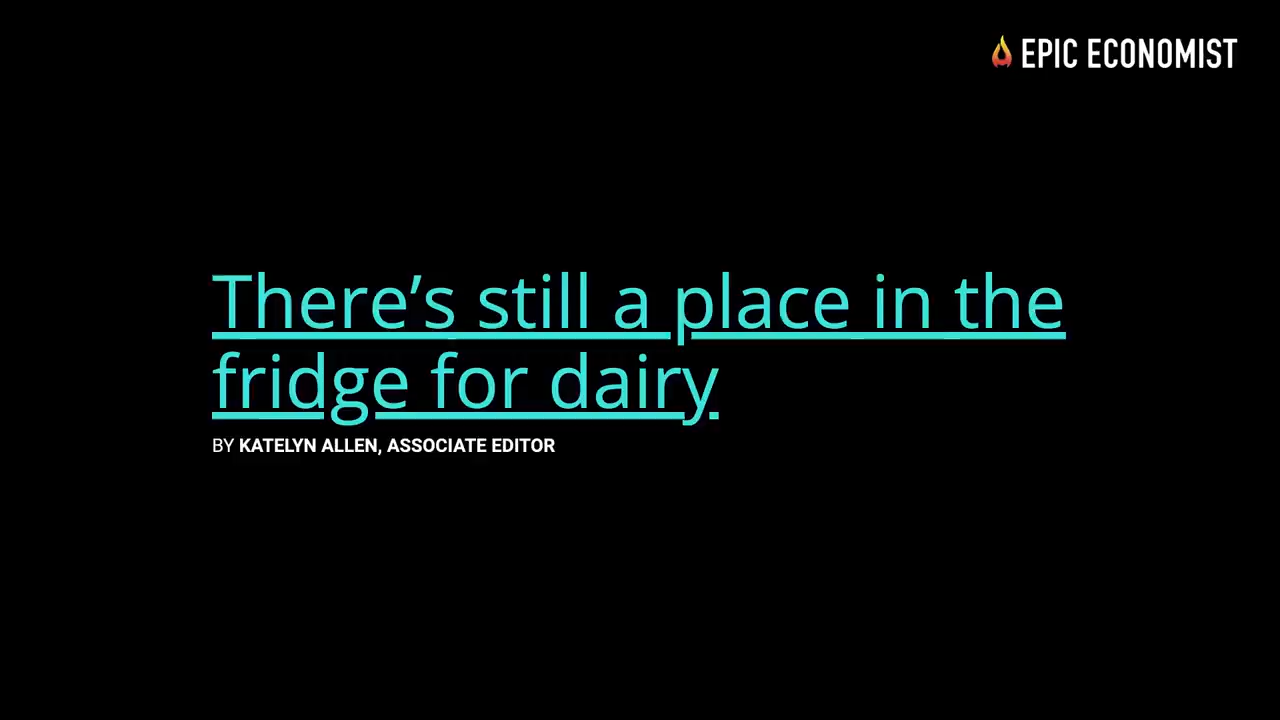 EPIC ECONOMIST
There’s still a place in the
fridge for dairy
BY KATELYN ALLEN, ASSOCIATE EDITOR